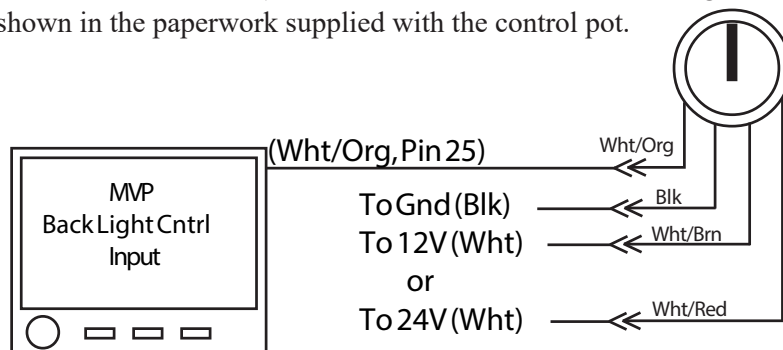 shown in the paperwork supplied with the control pot.
(Wht/Org, Pin 25)
Wht/Org
MVP
Back Light Cntrl
Input
To Gnd (Blk)
Blk
To 12V (Wht)
Wht/Brn
or
To 24V (Wht)
Wht/Red